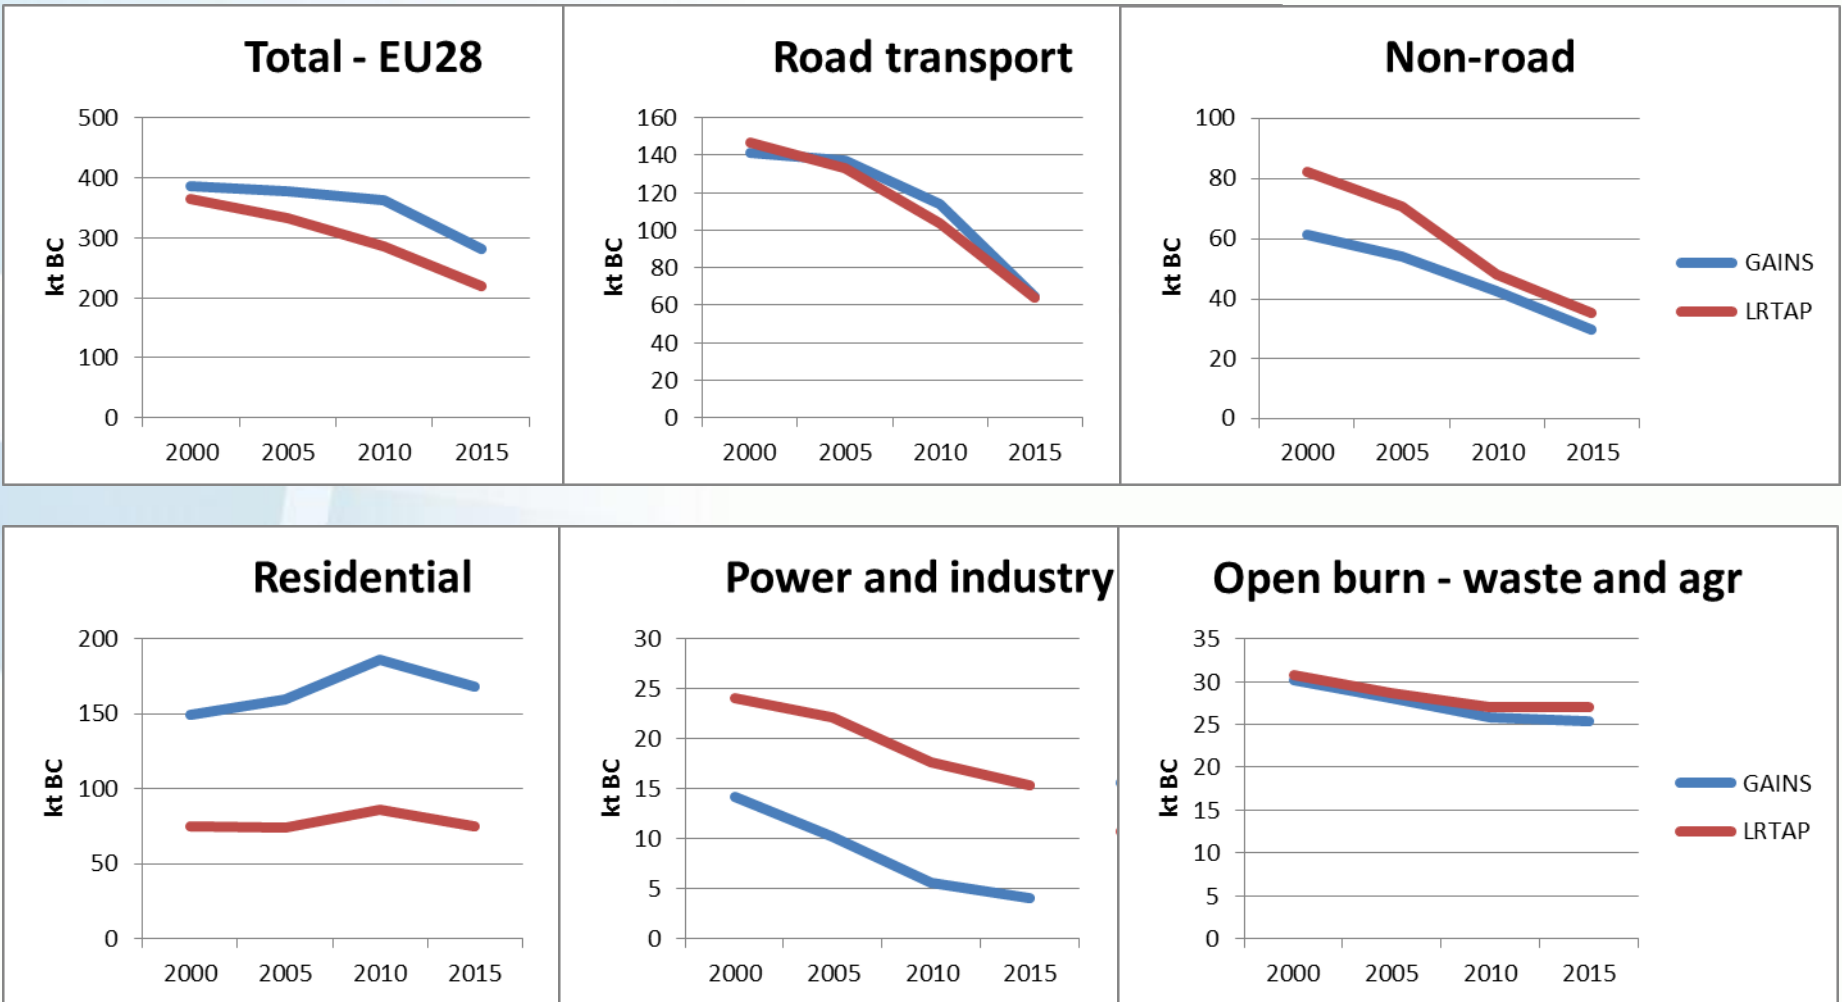 Total - EU28
500
400
300
200
100
0
kt BC
2000 2005 2010 2015
Road transport
160
140
120
100
80
60
40
20
0
kt BC
2000 2005 2010 2015
Non-road
100
80
60
40
20
0
kt BC
2000 2005 2010 2015
GAINS
LRTAP
Residential
200
150
100
50
0
kt BC
2000 2005 2010 2015
Power and industry
30
25
20
15
10
5
0
kt BC
2000 2005 2010 2015
Open burn - waste and agr
35
30
25
20
15
10
5
0
kt BC
2000 2005 2010 2015
GAINS
LRTAP